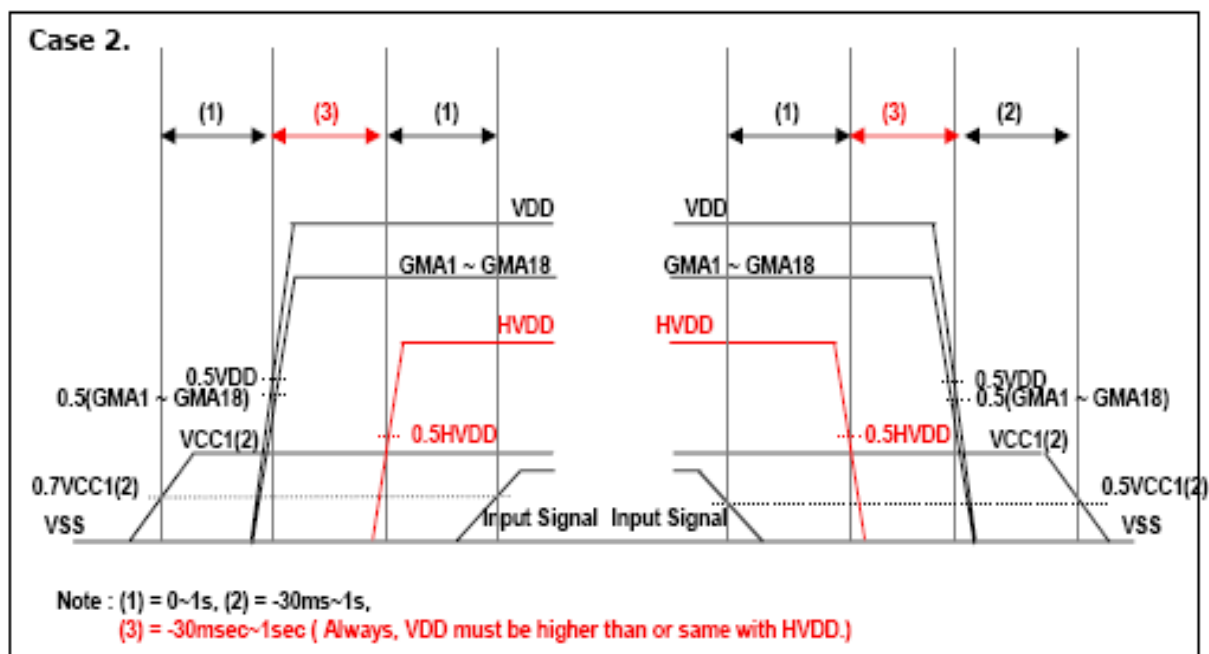 Case 2.
(1) (3) (1) (1) (3) (2)
VDD VDD
GMA1 ~ GMA18 GMA1 ~ GMA18
HVDD HVDD
0.5VDD 0.5VDD
0.5(GMA1 ~ GMA18) 0.5(GMA1 ~ GMA18)
VCC1(2) 0.5HVDD 0.5HVDD VCC1(2)
0.7VCC1(2) 0.5VCC1(2)
VSS Input Signal Input Signal VSS
Note : (1) = 0~1s, (2) = -30ms~1s,
(3) = -30msec~1sec ( Always, VDD must be higher than or same with HVDD.)